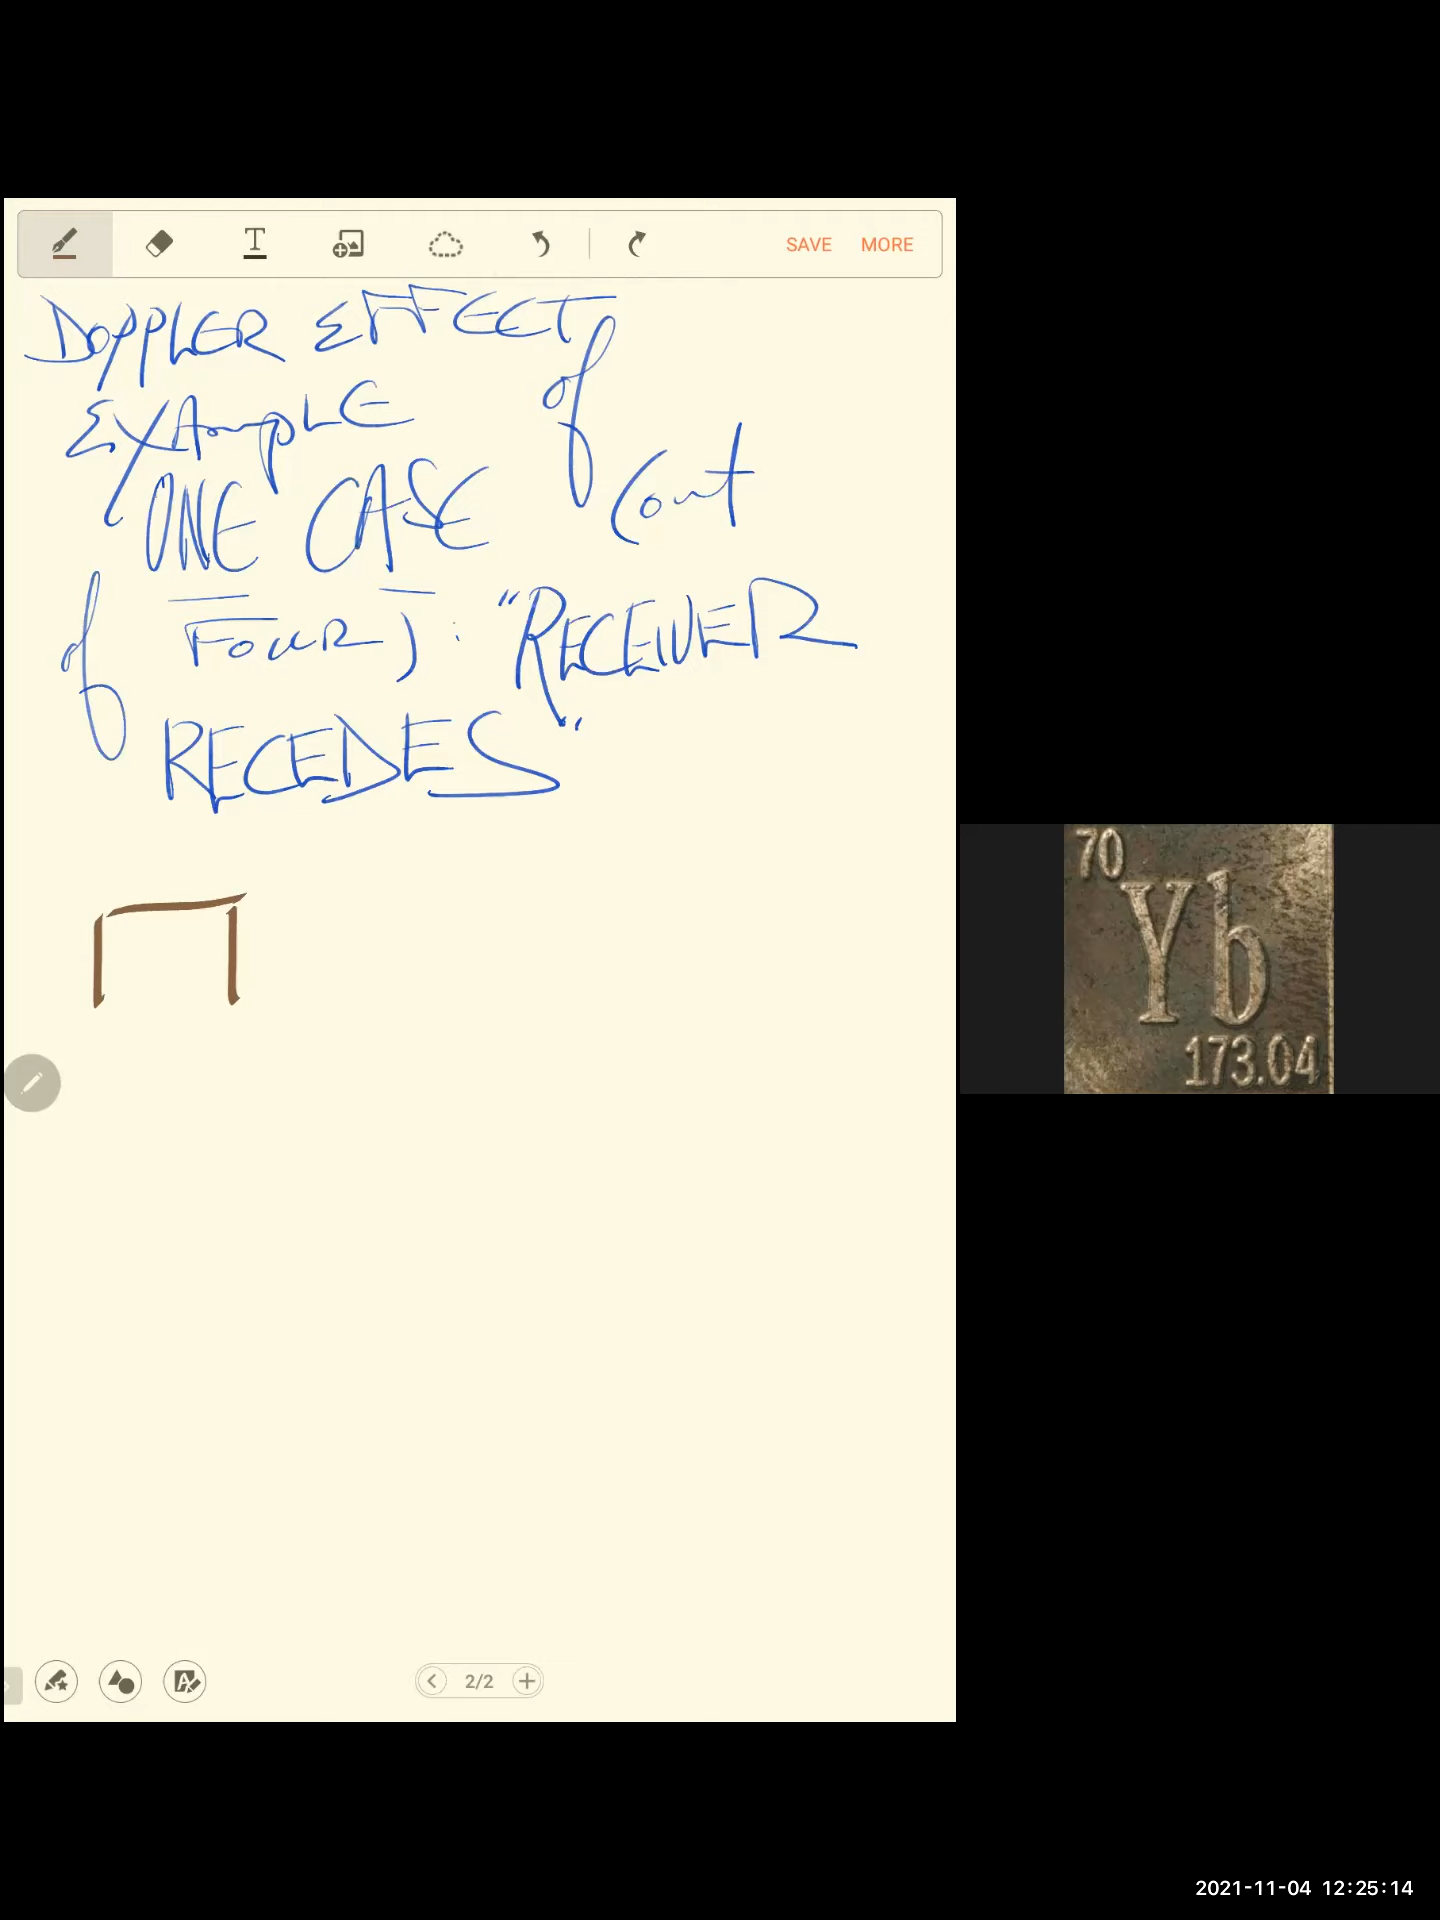 SAVE MORE
DOPPLER EFFECT
EXAMPLE of
ONE CASE (out
of FOUR): "RECEIVER
RECEDES"
70
Yb
173.04
2/2
2021-11-04 12:25:14